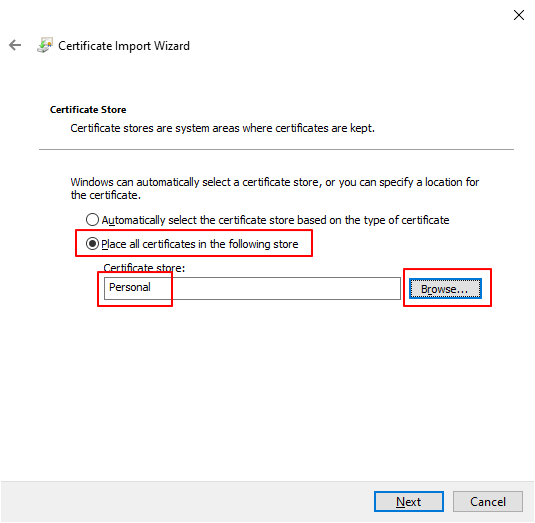 Certificate Import Wizard
Certificate Store
Certificate stores are system areas where certificates are kept.
Windows can automatically select a certificate store, or you can specify a location for
the certificate.
Automatically select the certificate store based on the type of certificate
Place all certificates in the following store
Certificate store:
Personal
Browse...
Next
Cancel